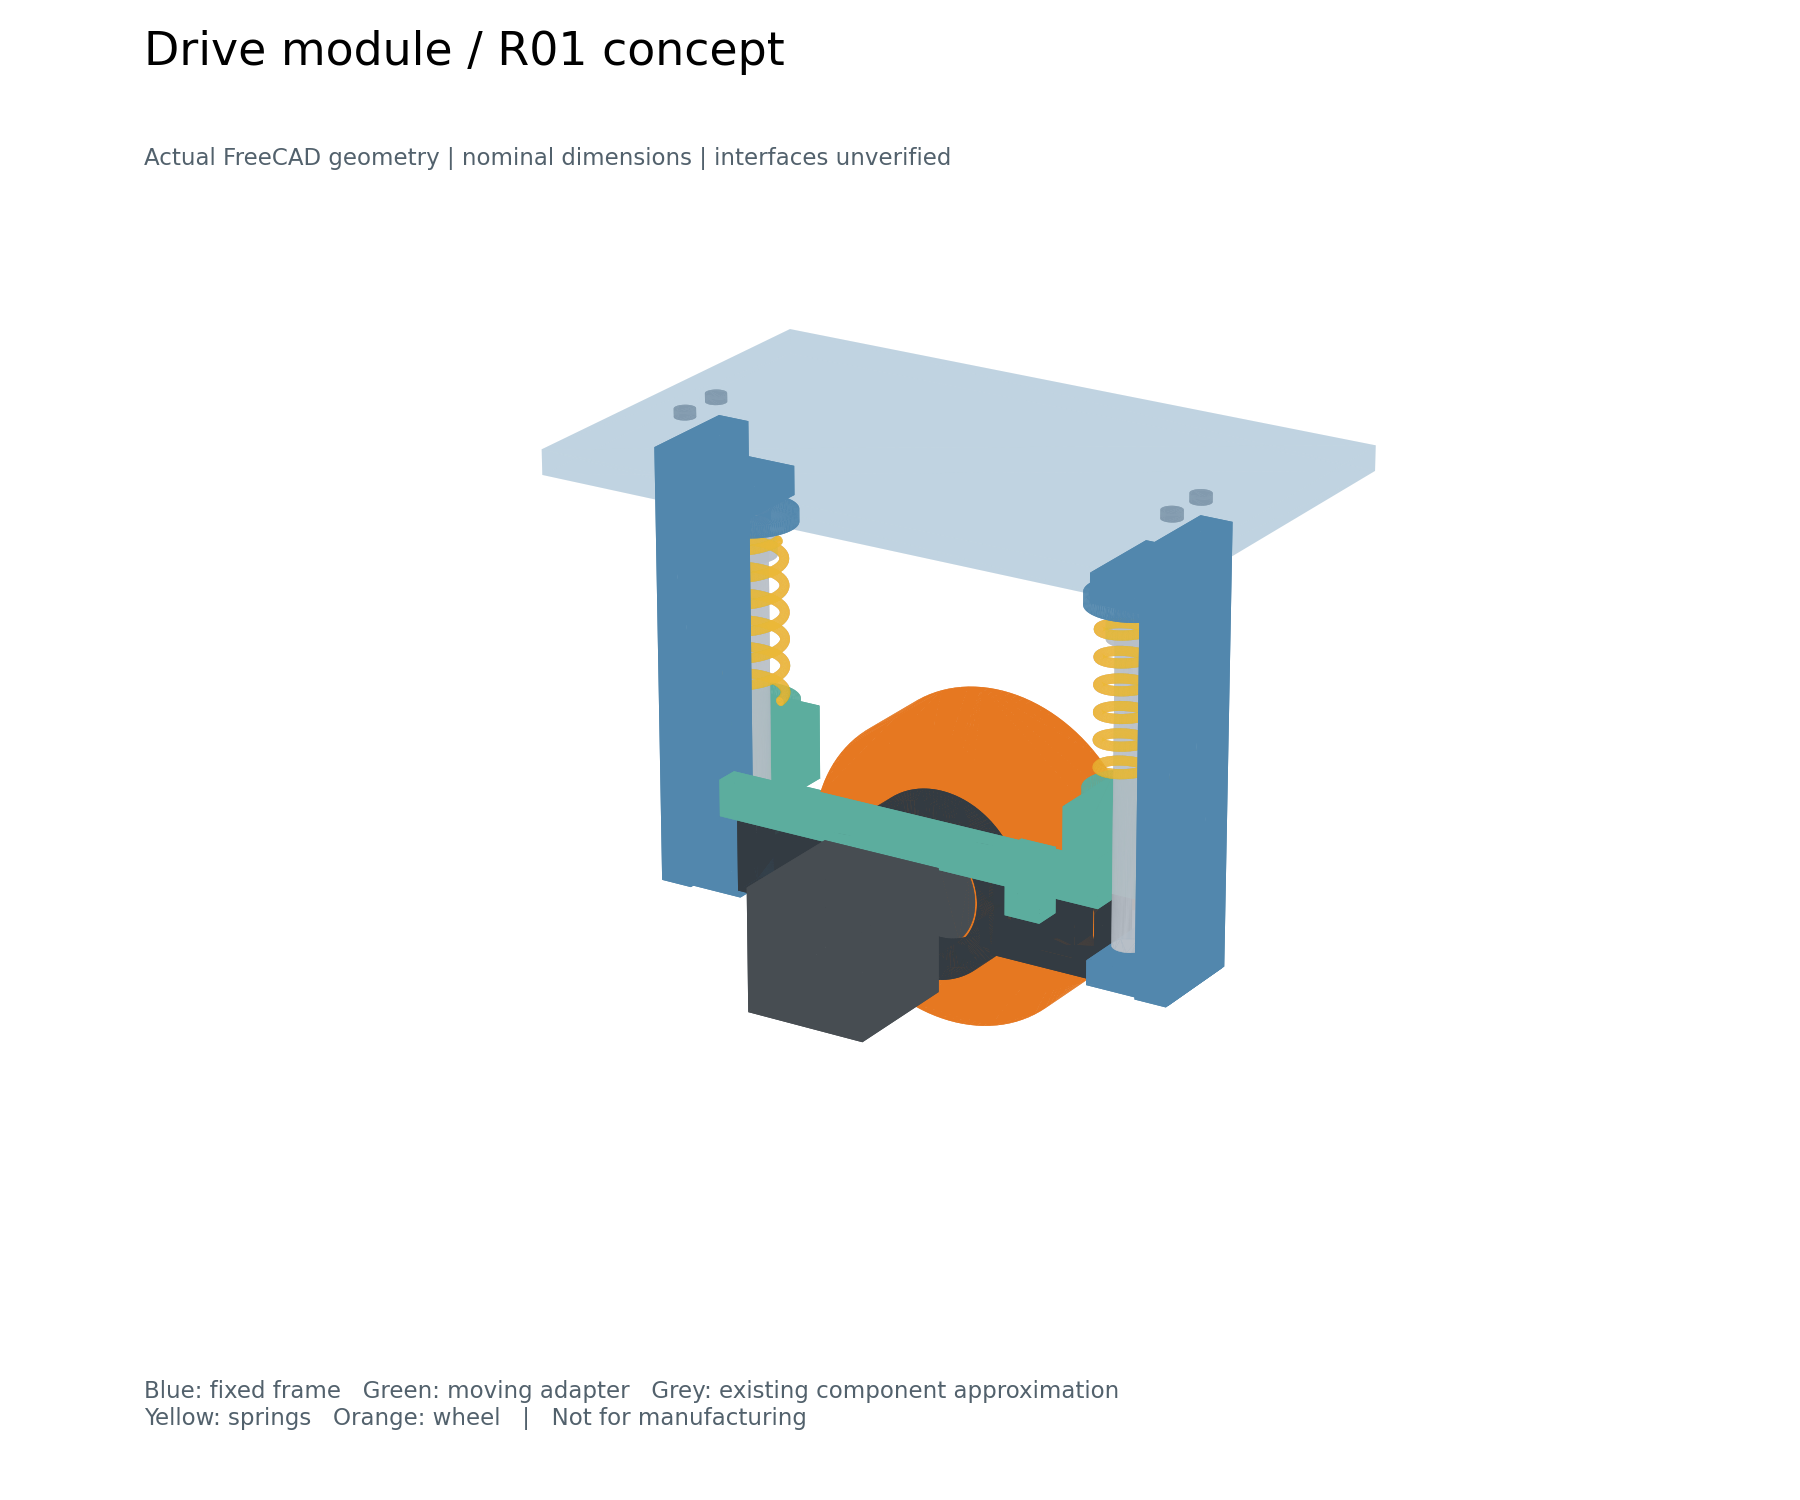 Drive module / R01 concept
Actual FreeCAD geometry | nominal dimensions | interfaces unverified
Blue: fixed frame   Green: moving adapter   Grey: existing component approximation
Yellow: springs   Orange: wheel   |   Not for manufacturing